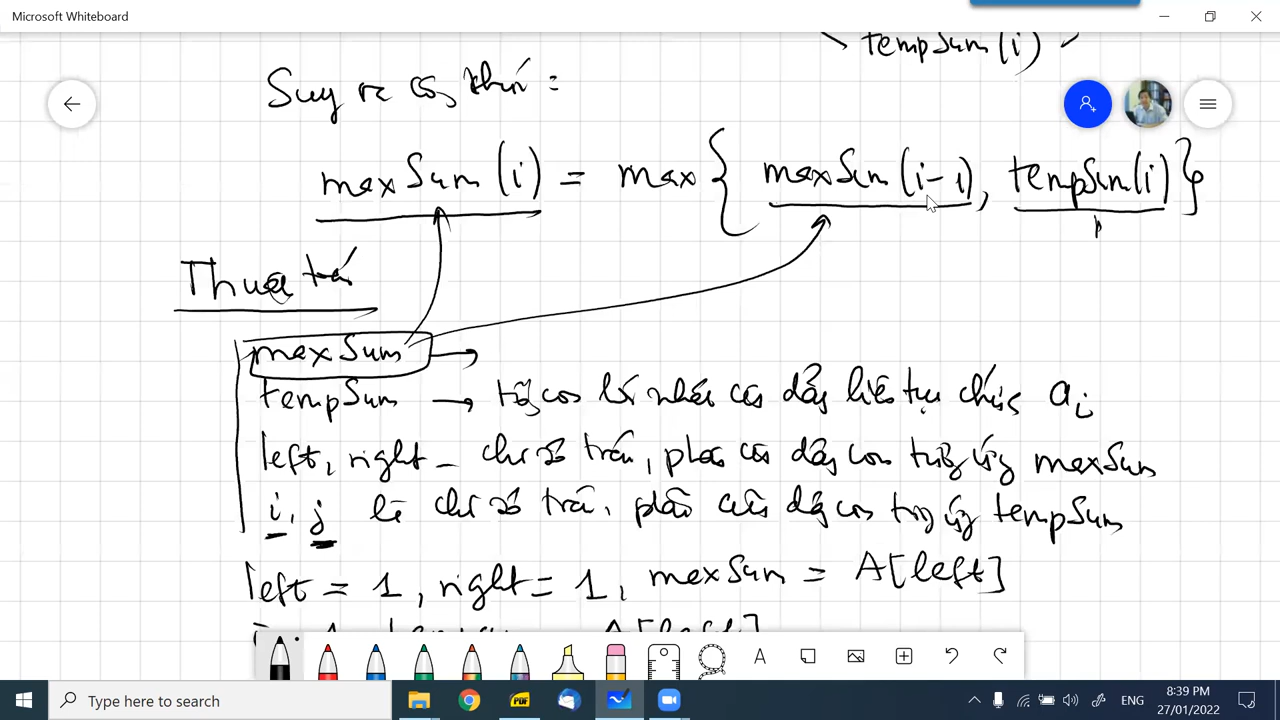 Microsoft Whiteboard
tempSum(i)
Suy ra công thức:
maxSum(i) = max { maxSum(i-1), tempSum(i) }
Thuật toán
maxSum →
tempSum → tổng con lớn nhất của dãy liên tục chứa ai
left, right - chỉ số trái, phải của dãy con tương ứng maxSum
i, j là chỉ số trái, phải của dãy con tương ứng tempSum
left = 1, right = 1, maxSum = A[left]
= A[left]
Type here to search
PDF
ENG
8:39 PM
27/01/2022